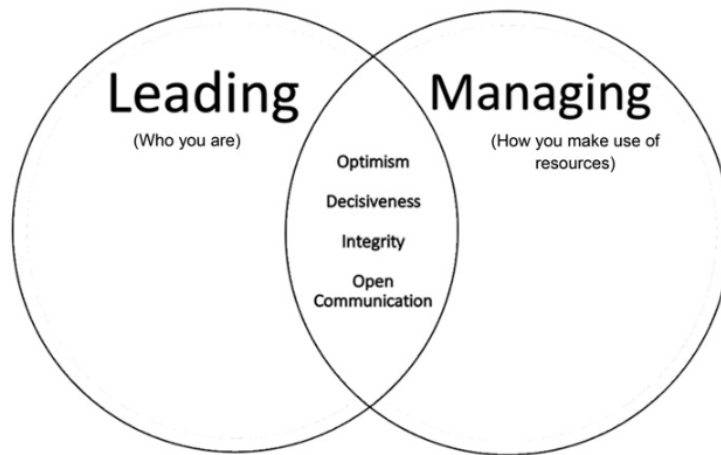 Leading
(Who you are)
Managing
(How you make use of
resources)
Optimism
Decisiveness
Integrity
Open
Communication